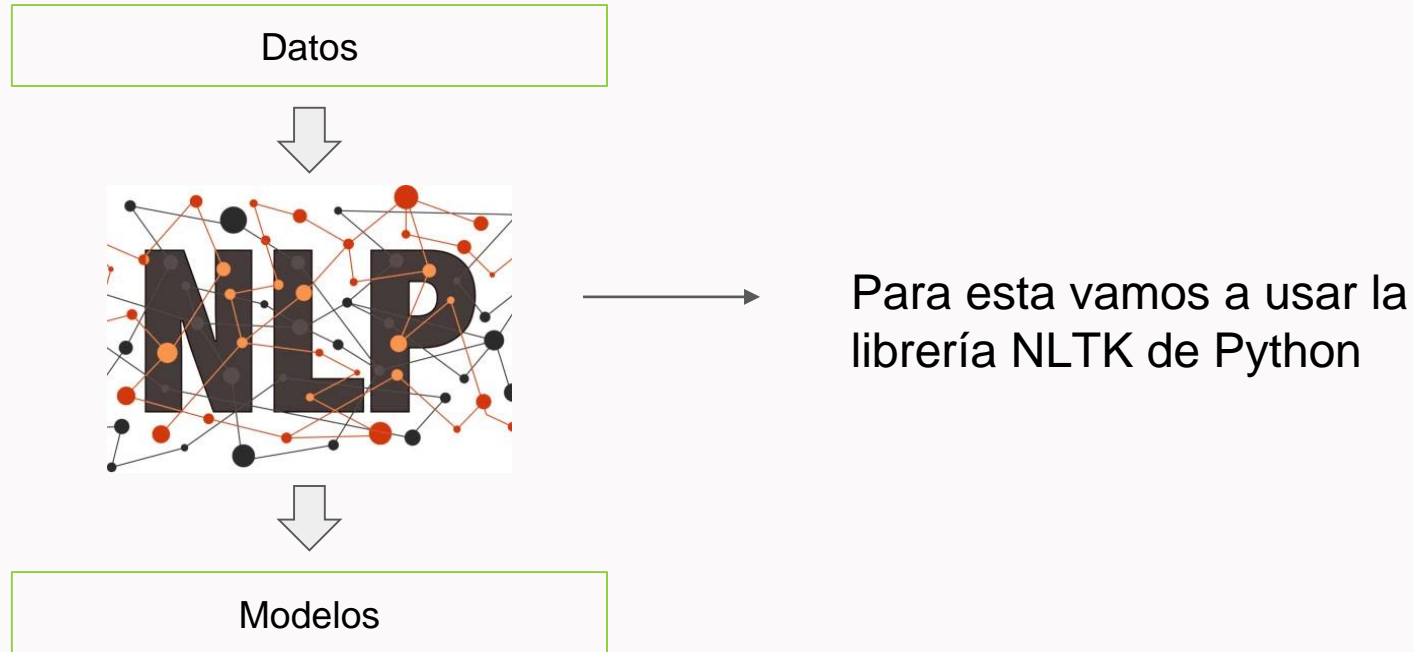 Datos
NLP
Para esta vamos a usar la
librería NLTK de Python
Modelos